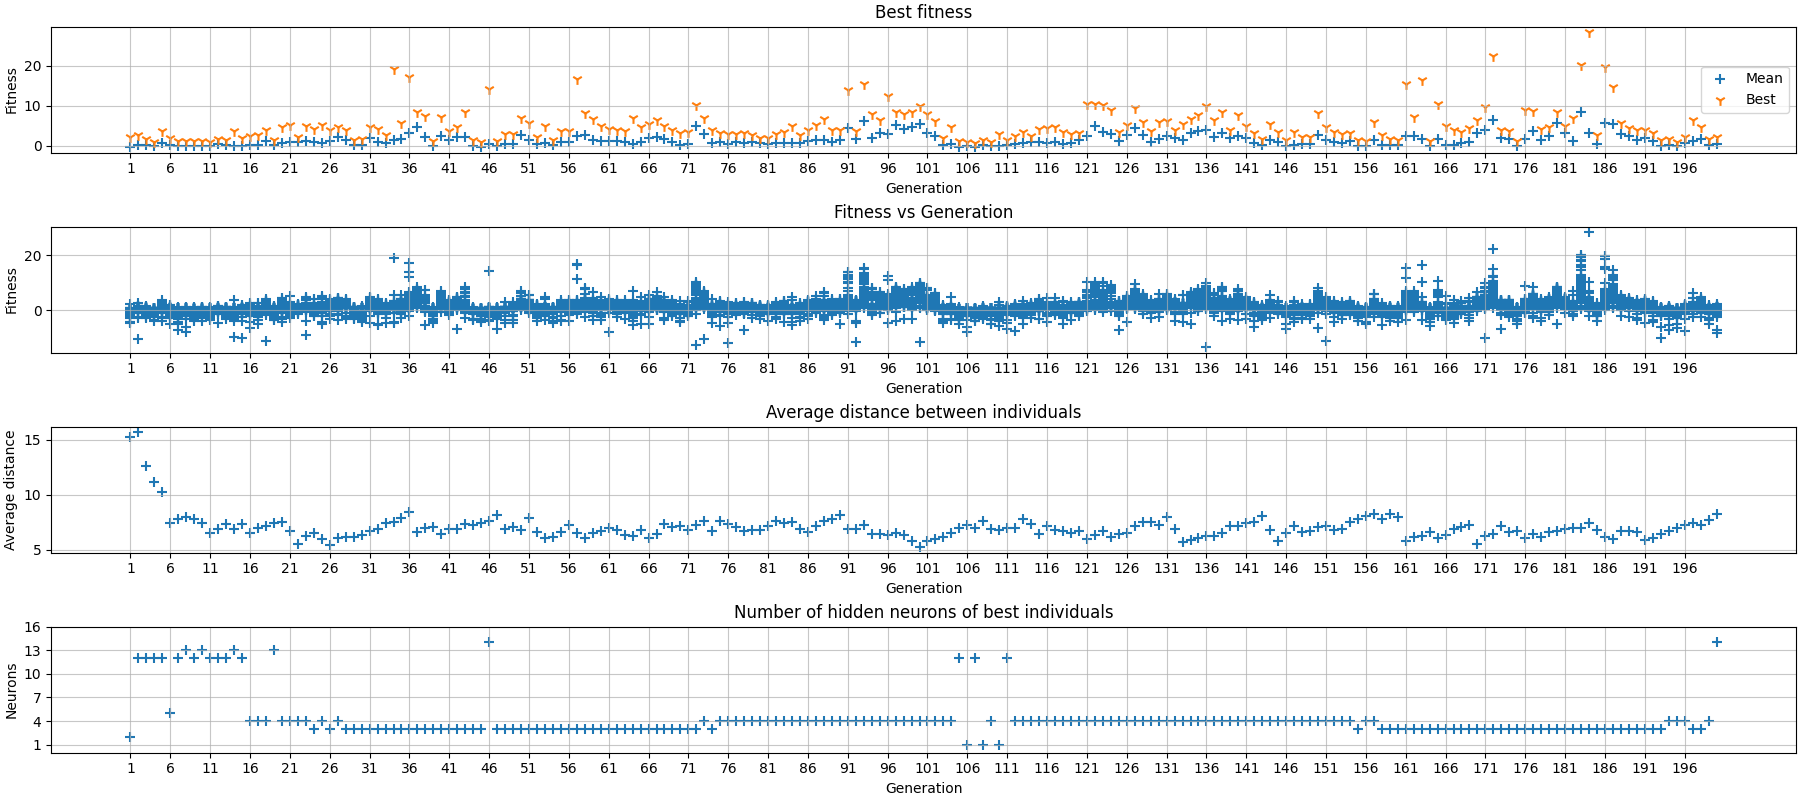 Best fitness
Fitness
20
10
0
Mean
Best
1 6 11 16 21 26 31 36 41 46 51 56 61 66 71 76 81 86 91 96 101 106 111 116 121 126 131 136 141 146 151 156 161 166 171 176 181 186 191 196
Generation
Fitness vs Generation
Fitness
20
0
1 6 11 16 21 26 31 36 41 46 51 56 61 66 71 76 81 86 91 96 101 106 111 116 121 126 131 136 141 146 151 156 161 166 171 176 181 186 191 196
Generation
Average distance between individuals
Average distance
15
10
5
1 6 11 16 21 26 31 36 41 46 51 56 61 66 71 76 81 86 91 96 101 106 111 116 121 126 131 136 141 146 151 156 161 166 171 176 181 186 191 196
Generation
Number of hidden neurons of best individuals
Neurons
16
13
10
7
4
1
1 6 11 16 21 26 31 36 41 46 51 56 61 66 71 76 81 86 91 96 101 106 111 116 121 126 131 136 141 146 151 156 161 166 171 176 181 186 191 196
Generation